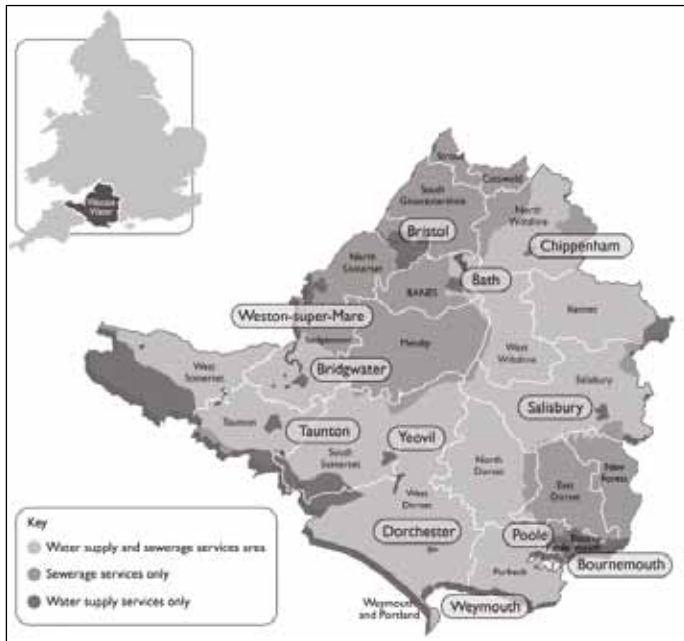 Wessex
Water
Stroud
Cotswold
South
Gloucestershire
North
Wiltshire
Bristol
Chippenham
North
Somerset
Bath
BANES
Kennet
Weston-super-Mare
Sedgemoor
Mendip
West
Wiltshire
West
Somerset
Bridgwater
Salisbury
Salisbury
Taunton
Taunton
Yeovil
South
Somerset
North
Dorset
New
Forest
East
Dorset
West
Dorset
Dorchester
Poole
Bournemouth
Purbeck
Weymouth
and Portland
Weymouth
Key
Water supply and sewerage services area
Sewerage services only
Water supply services only